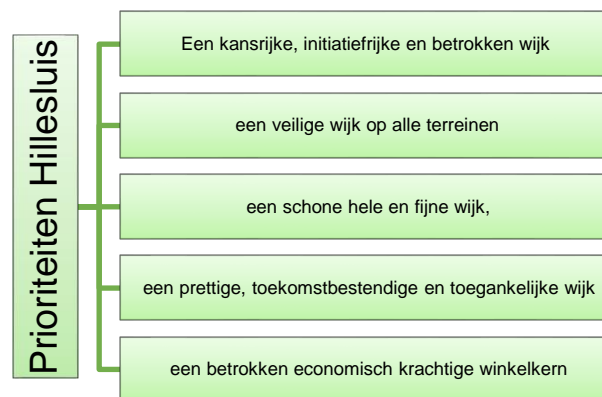 Prioriteiten Hillesluis
Een kansrijke, initiatiefrijke en betrokken wijk
een veilige wijk op alle terreinen
een schone hele en fijne wijk,
een prettige, toekomstbestendige en toegankelijke wijk
een betrokken economisch krachtige winkelkern